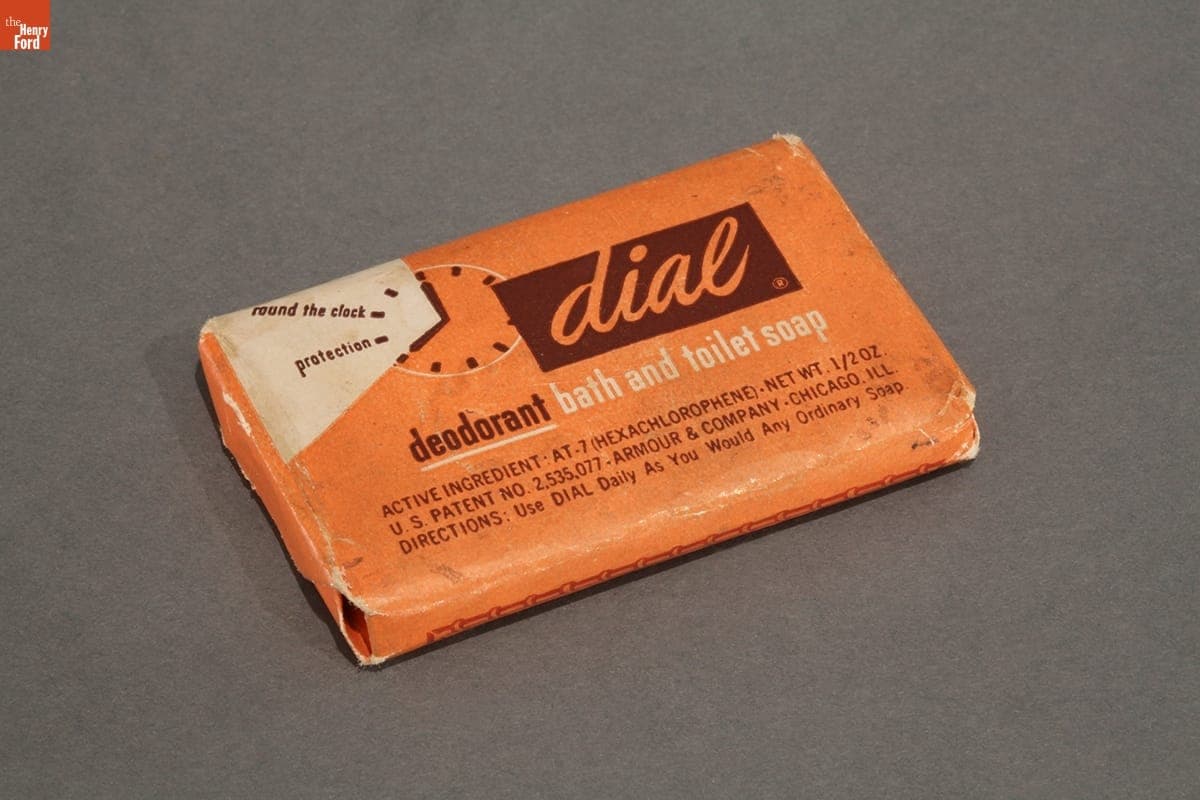 the
Henry
Ford
round the clock
protection
dial
®
deodorant bath and toilet soap
ACTIVE INGREDIENT: AT-7 (HEXACHLOROPHENE)-NET WT. 1/2 OZ.
U.S. PATENT NO. 2,535,077-ARMOUR & COMPANY-CHICAGO, ILL.
DIRECTIONS: Use DIAL Daily As You Would Any Ordinary Soap